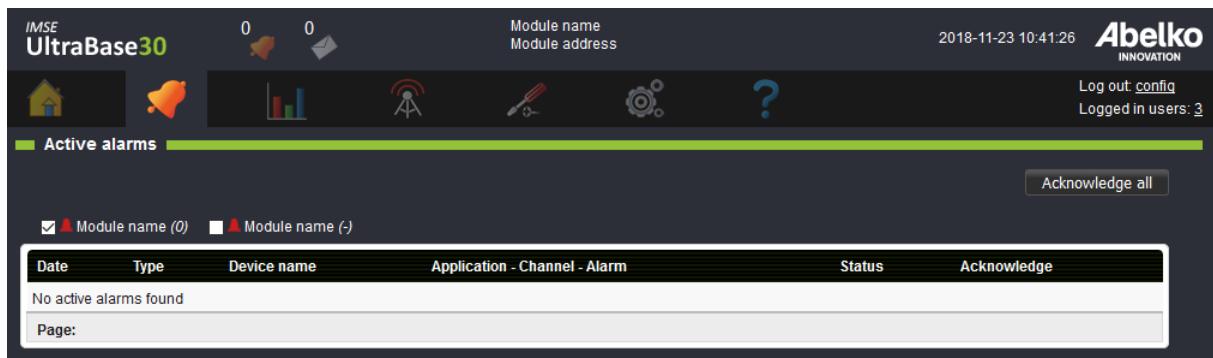 IMSE
UltraBase30
0 0
Module name
Module address
2018-11-23 10:41:26
Abelko
INNOVATION
?
Log out: config
Logged in users: 3
Active alarms
Acknowledge all
Module name (0) Module name (-)
Date Type Device name Application - Channel - Alarm Status Acknowledge
No active alarms found
Page: